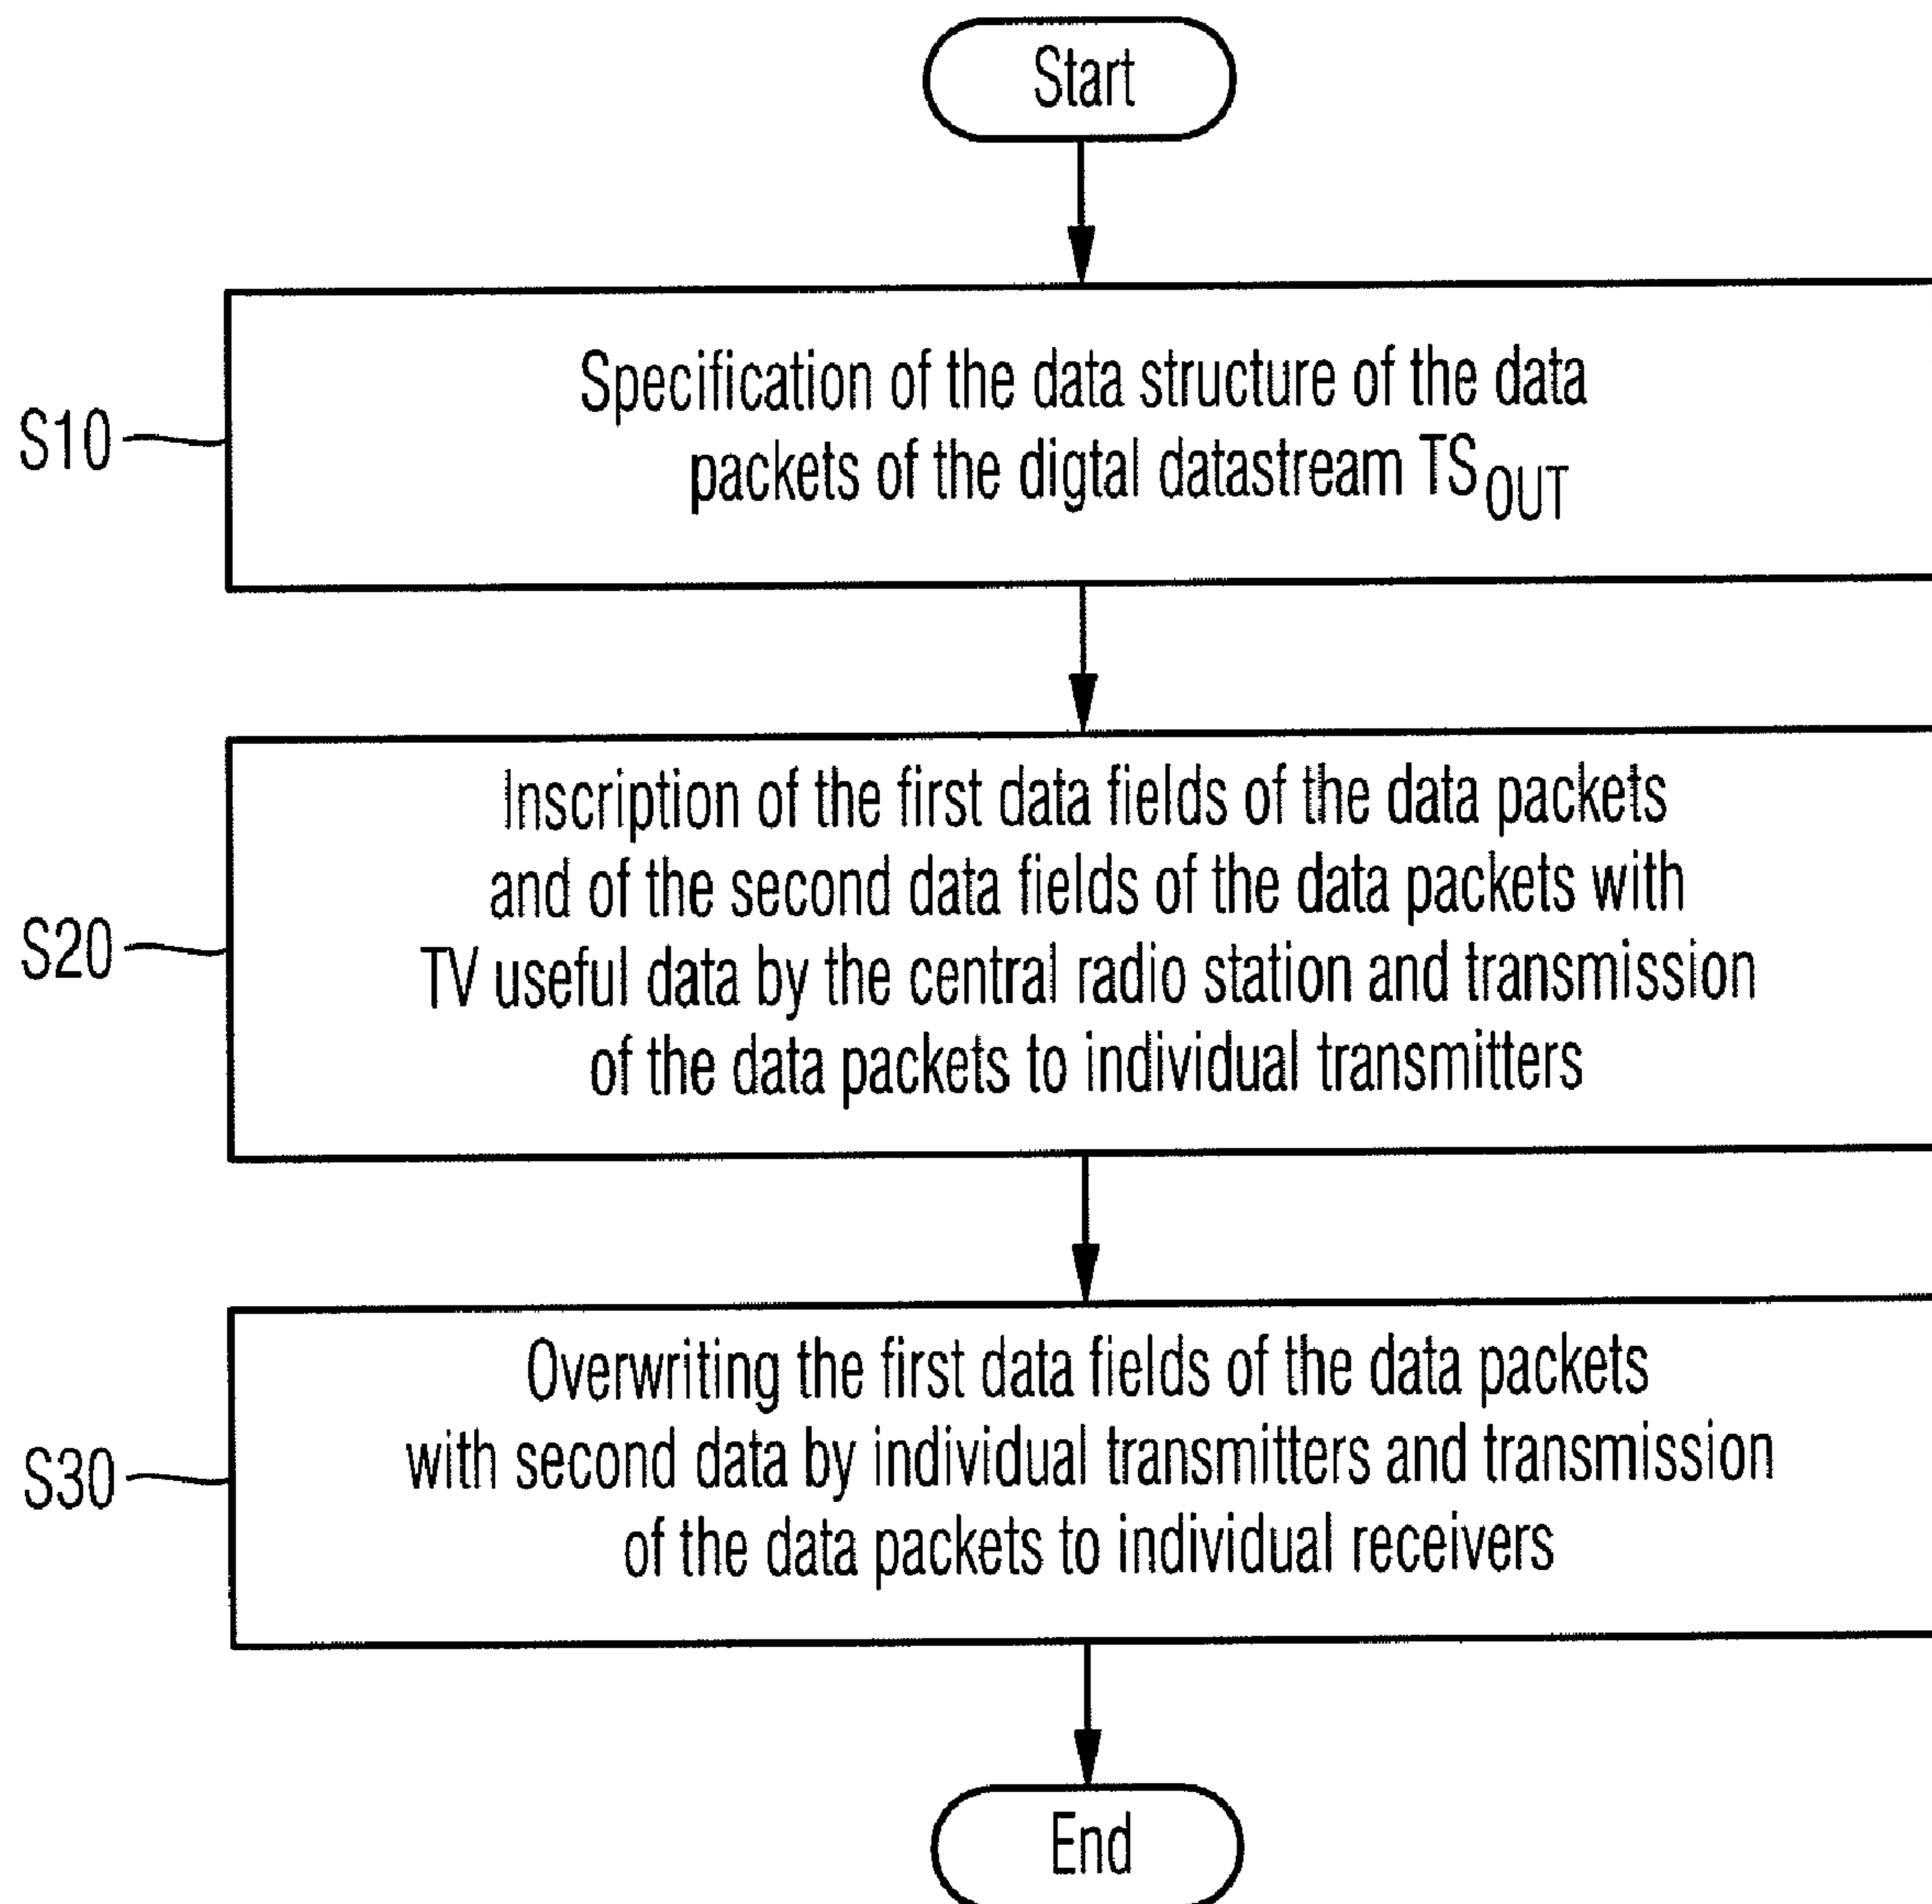 Start
S10
Specification of the data structure of the data
packets of the digtal datastream TS OUT
S20
Inscription of the first data fields of the data packets
and of the second data fields of the data packets with
TV useful data by the central radio station and transmission
of the data packets to individual transmitters
S30
Overwriting the first data fields of the data packets
with second data by individual transmitters and transmission
of the data packets to individual receivers
End